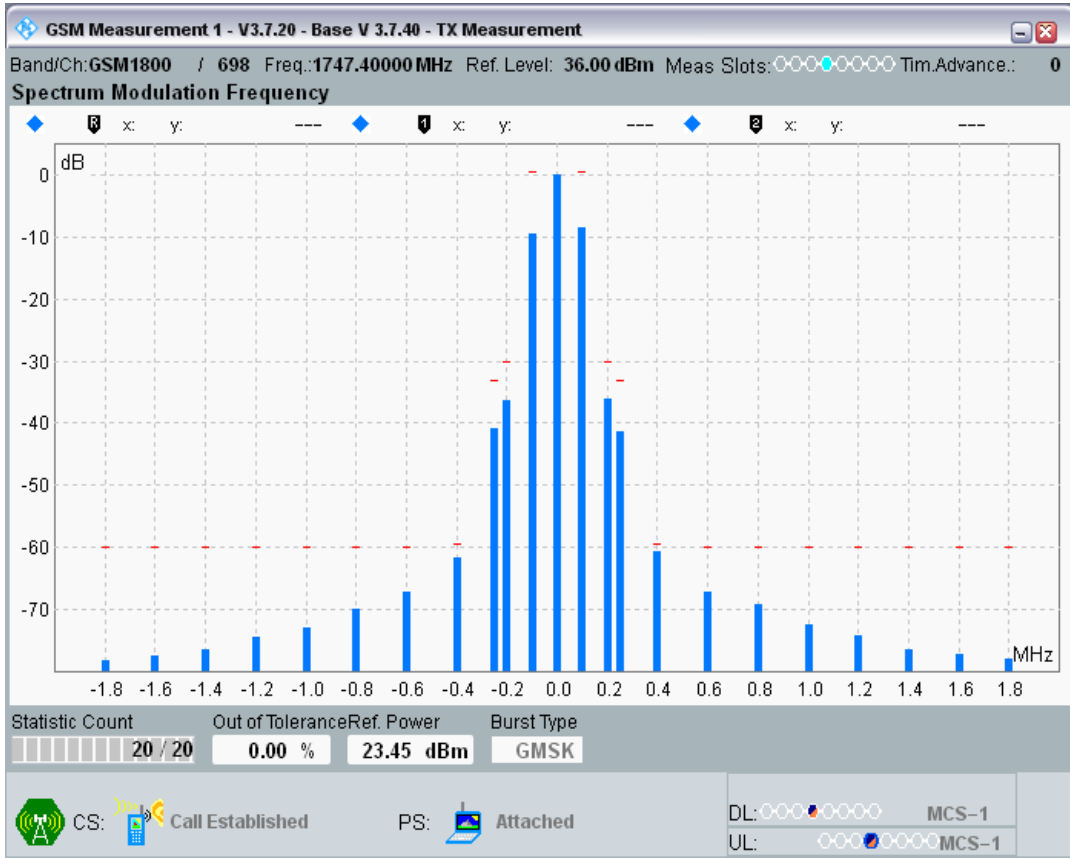 GSM Measurement 1 - V3.7.20 - Base V 3.7.40 - TX Measurement
Band/Ch:GSM1800 / 698 Freq.:1747.40000 MHz Ref. Level: 36.00 dBm Meas Slots: Tim.Advance.: 0
Spectrum Modulation Frequency
R x: y: --- 1 x: y: --- 2 x: y: ---
dB
0
-10
-20
-30
-40
-50
-60
-70
MHz
-1.8 -1.6 -1.4 -1.2 -1.0 -0.8 -0.6 -0.4 -0.2 0.0 0.2 0.4 0.6 0.8 1.0 1.2 1.4 1.6 1.8
Statistic Count Out of Tolerance Ref. Power Burst Type
20 / 20 0.00 % 23.45 dBm GMSK
CS: Call Established PS: Attached
DL: MCS-1
UL: MCS-1